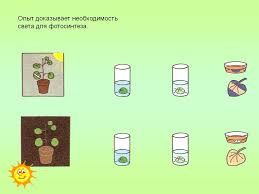 Опыт доказывает необходимость
света для фотосинтеза.